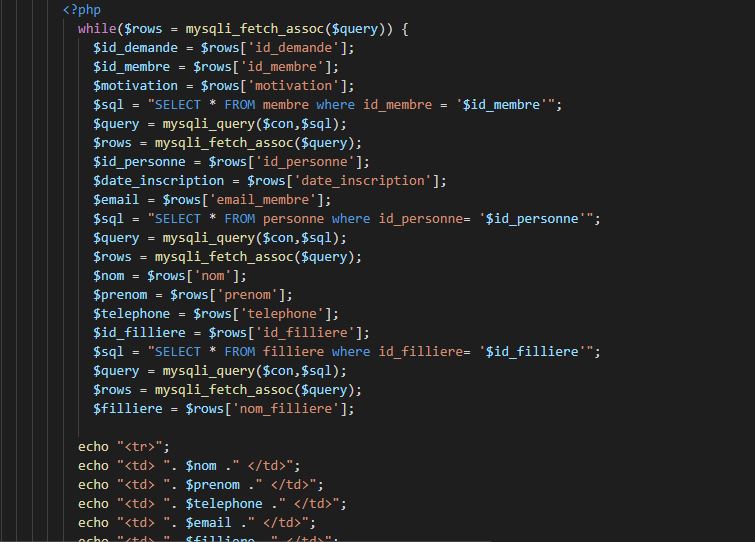 <?php
while($rows = mysqli_fetch_assoc($query)) {
$id_demande = $rows['id_demande'];
$id_membre = $rows['id_membre'];
$motivation = $rows['motivation'];
$sql = "SELECT * FROM membre where id_membre = '$id_membre'";
$query = mysqli_query($con,$sql);
$rows = mysqli_fetch_assoc($query);
$id_personne = $rows['id_personne'];
$date_inscription = $rows['date_inscription'];
$email = $rows['email_membre'];
$sql = "SELECT * FROM personne where id_personne= '$id_personne'";
$query = mysqli_query($con,$sql);
$rows = mysqli_fetch_assoc($query);
$nom = $rows['nom'];
$prenom = $rows['prenom'];
$telephone = $rows['telephone'];
$id_filliere = $rows['id_filliere'];
$sql = "SELECT * FROM filliere where id_filliere= '$id_filliere'";
$query = mysqli_query($con,$sql);
$rows = mysqli_fetch_assoc($query);
$filliere = $rows['nom_filliere'];
echo "<tr>";
echo "<td> ". $nom ." </td>";
echo "<td> ". $prenom ." </td>";
echo "<td> ". $telephone ." </td>";
echo "<td> ". $email ." </td>";
echo "<td> ". $filliere ." </td>";